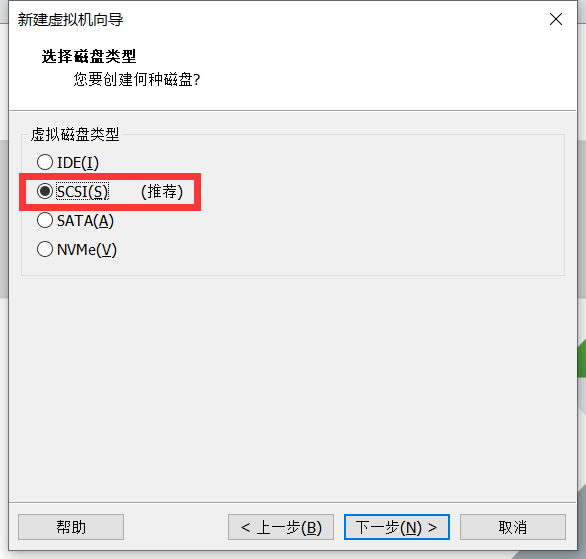 新建虚拟机向导
选择磁盘类型
您要创建何种磁盘?
虚拟磁盘类型
IDE(I)
SCSI(S) (推荐)
SATA(A)
NVMe(V)
帮助 < 上一步(B) 下一步(N) > 取消